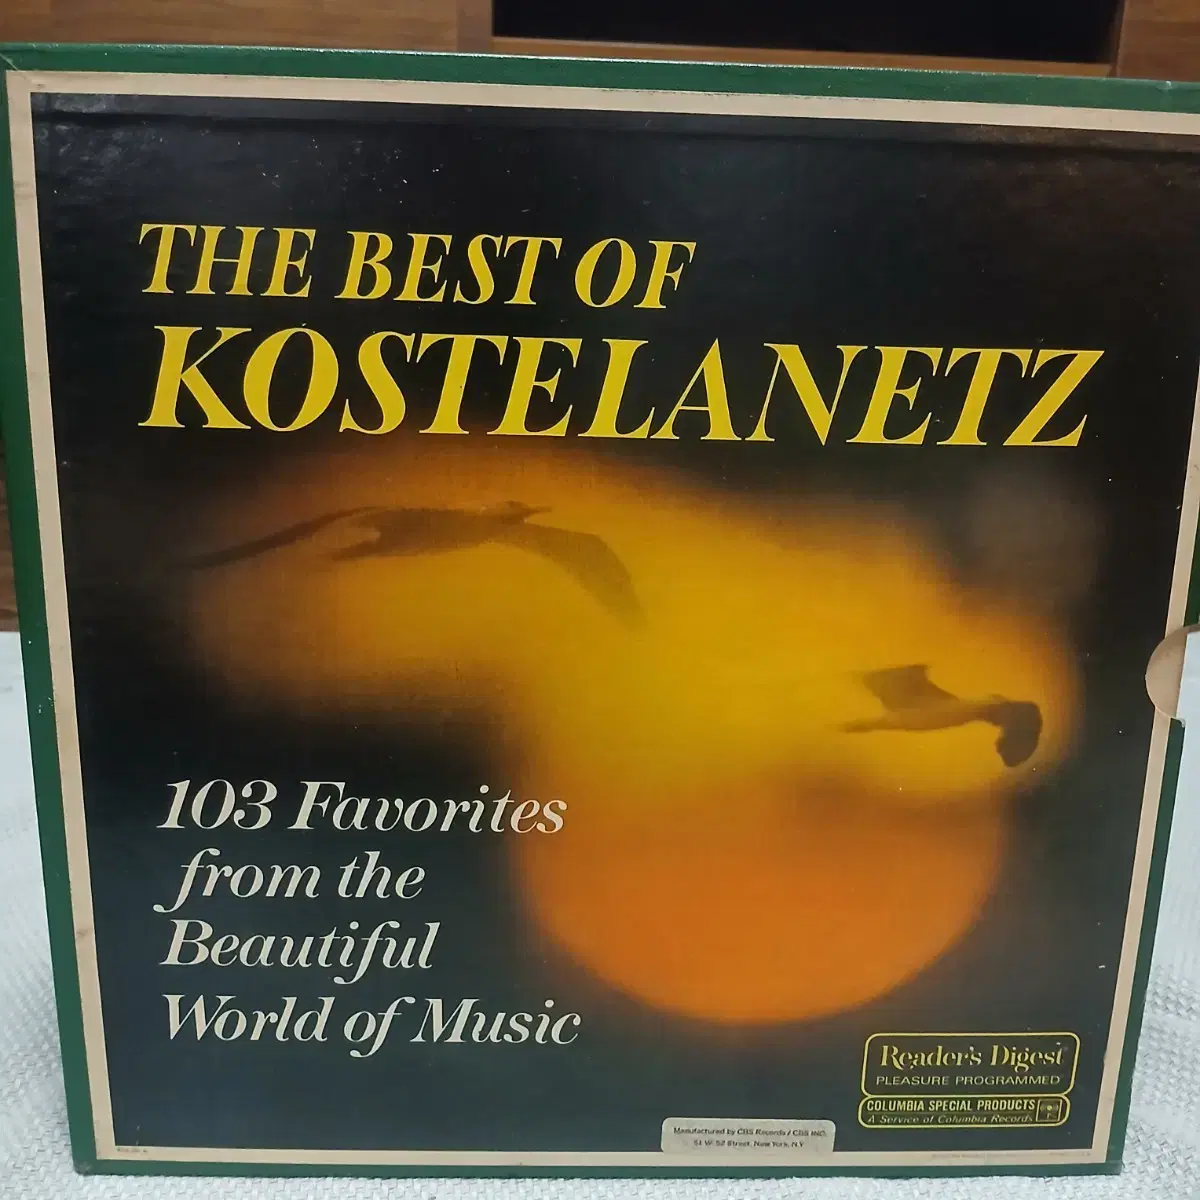 THE BEST OF
KOSTELANETZ
103 Favorites
from the
Beautiful
World of Music
Reader's Digest
PLEASURE PROGRAMMED
COLUMBIA SPECIAL PRODUCTS
A Service of Columbia Records
Manufactured by CBS Records / CBS INC.
51 W. 52 Street, New York, N.Y.